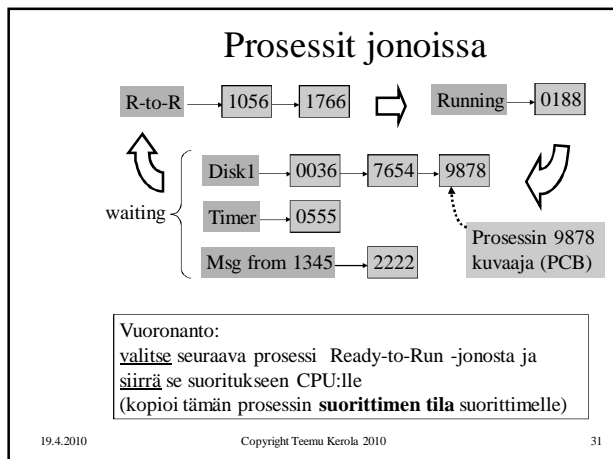 Prosessit jonoissa
R-to-R 1056 1766 Running 0188
Disk1 0036 7654 9878
waiting
Timer 0555
Prosessin 9878
kuvaaja (PCB)
Msg from 1345 2222
Vuoronanto:
valitse seuraava prosessi Ready-to-Run -jonosta ja
siirrä se suoritukseen CPU:lle
(kopioi tämän prosessin suorittimen tila suorittimelle)
19.4.2010 Copyright Teemu Kerola 2010 31